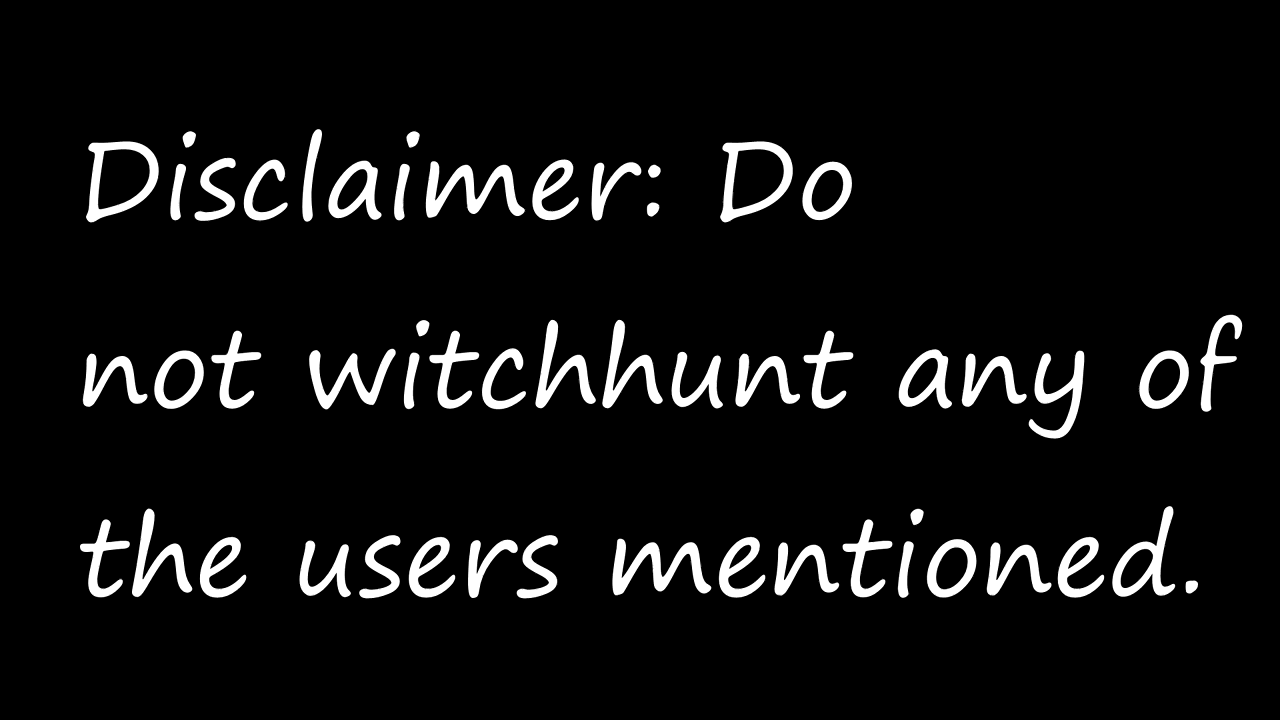 Disclaimer: Do
not witchhunt any of
the users mentioned.